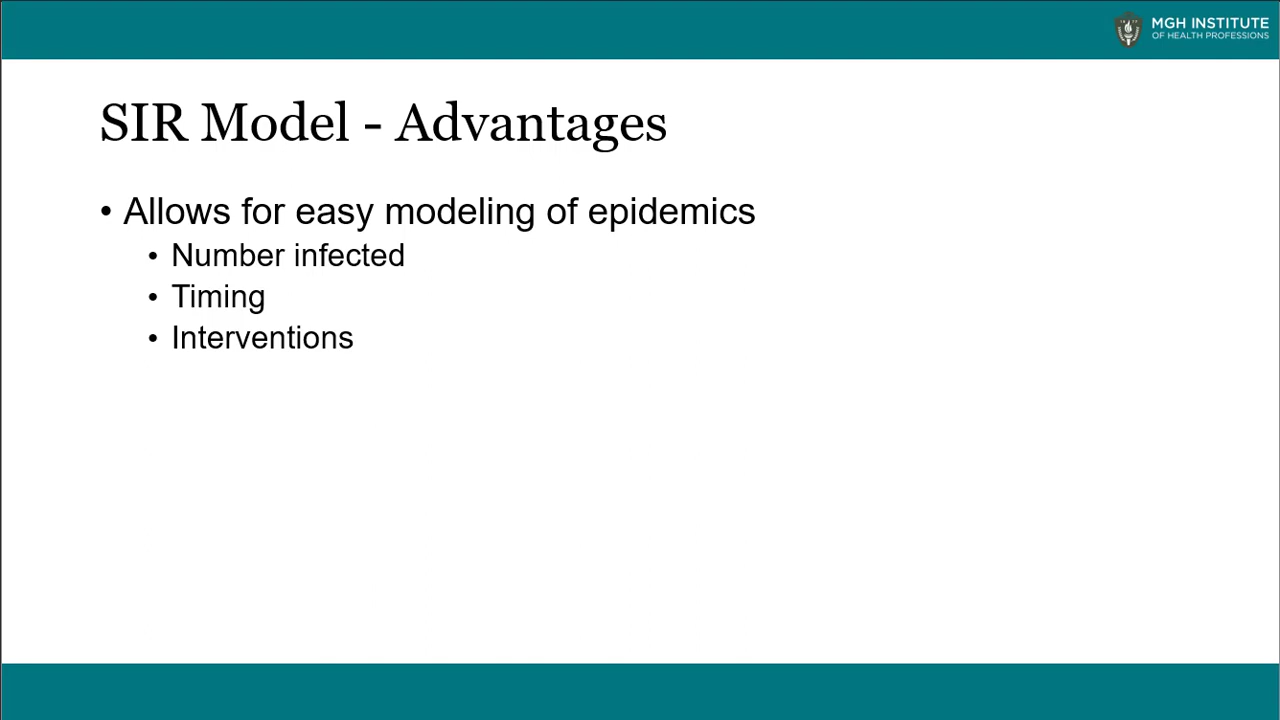 MGH INSTITUTE
OF HEALTH PROFESSIONS
SIR Model - Advantages
• Allows for easy modeling of epidemics
• Number infected
• Timing
• Interventions